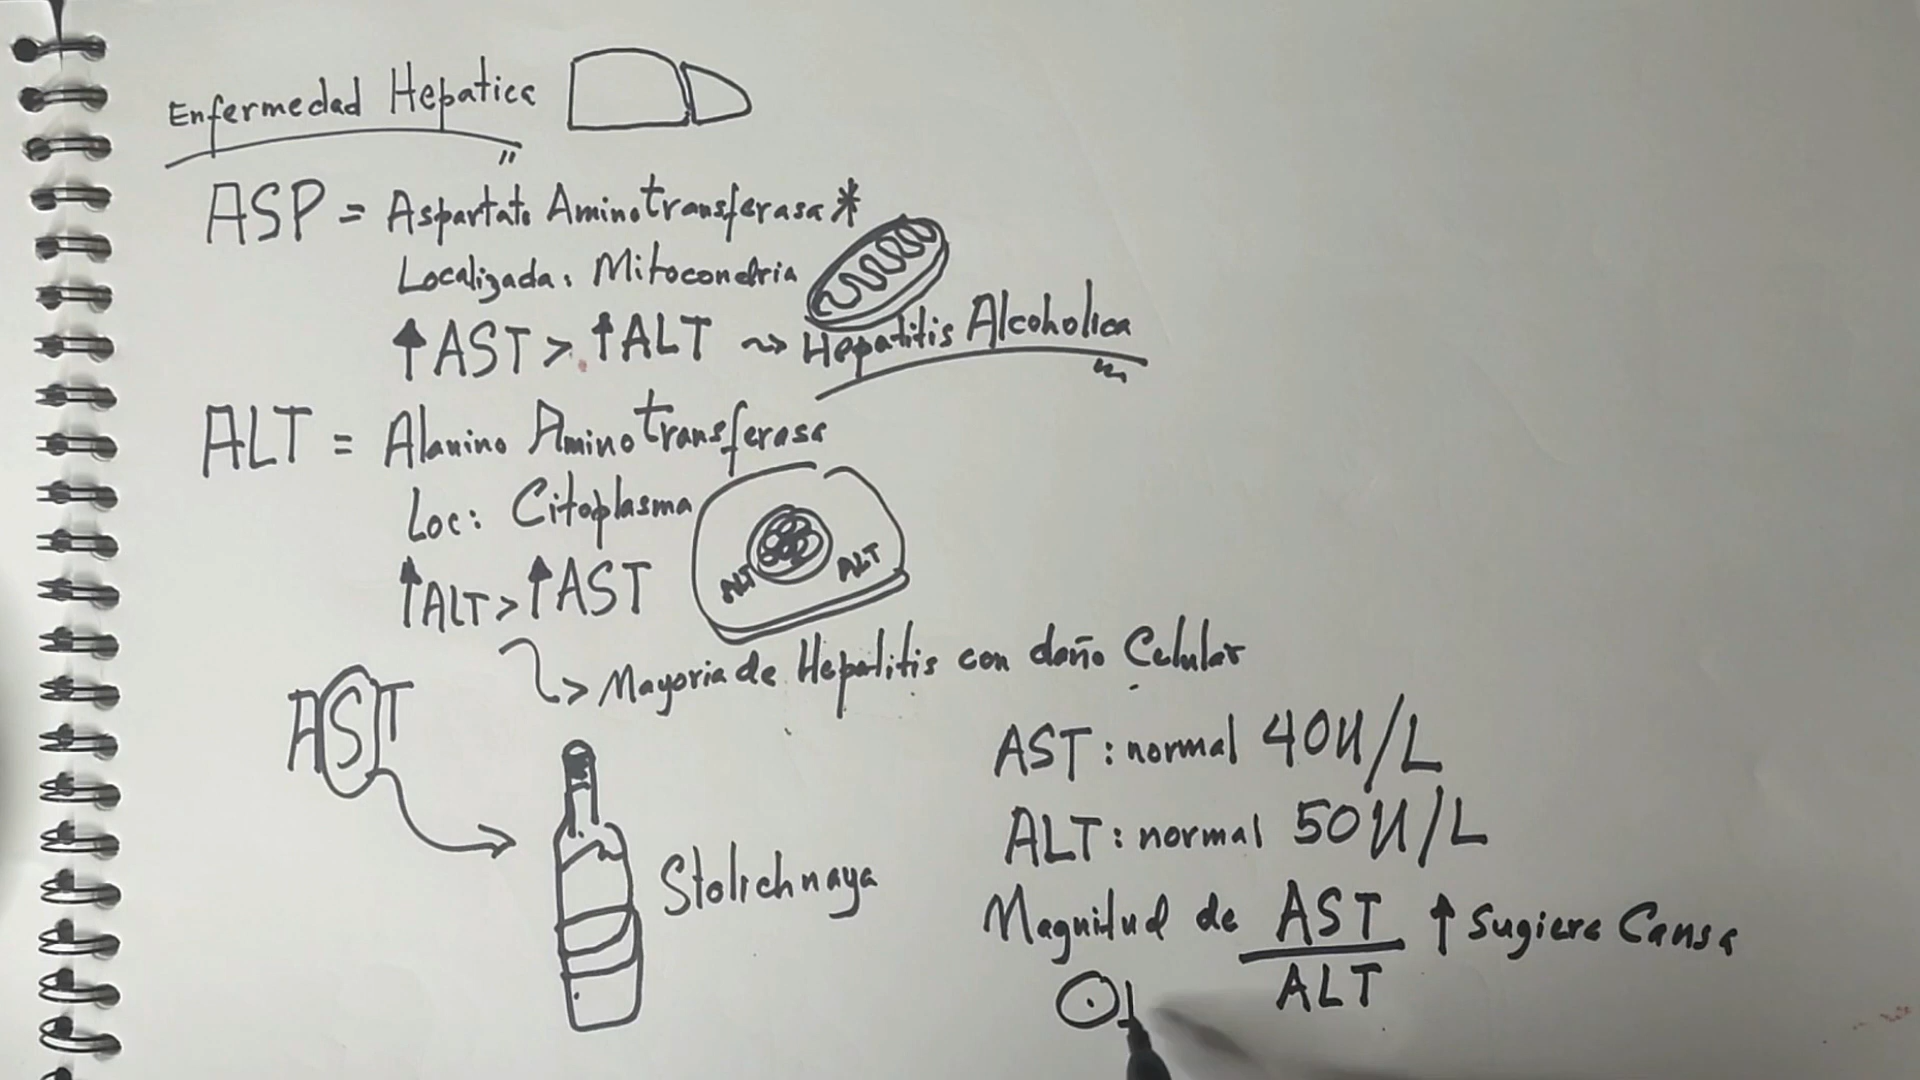 Enfermedad Hepatica
ASP = Aspartato Aminotransferasa*
Localizada: Mitocondria
↑AST > ↑ALT ~> Hepatitis Alcoholica
ALT = Alanino Aminotransferasa
Loc: Citoplasma
ALT ALT
↑ALT > ↑AST
Mayoria de Hepatitis con daño Celular
AST
Stolichnaya
AST: normal 40U/L
ALT: normal 50U/L
Magnitud de AST/ALT ↑ Sugiere Causa